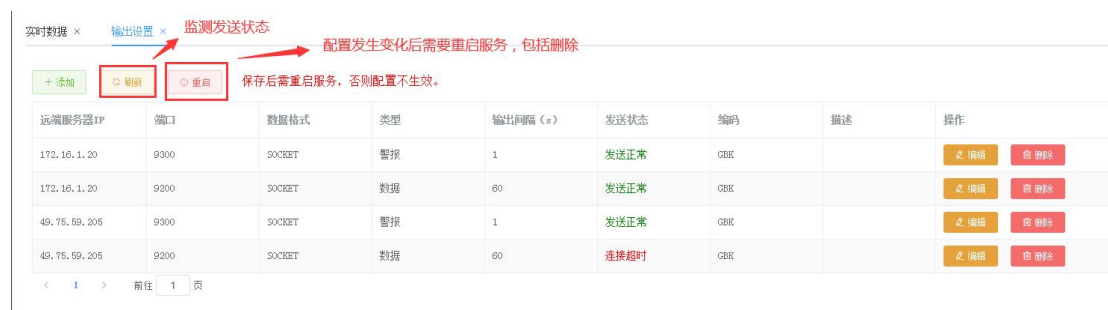 监测发送状态
实时数据 × 输出设置 ×
配置发生变化后需要重启服务，包括删除
+ 添加 刷新 重启 保存后需重启服务，否则配置不生效。
远端服务器IP 端口 数据格式 类型 输出间隔（s） 发送状态 编码 描述 操作
172.16.1.20 9300 SOCKET 警报 1 发送正常 GBK 编辑 删除
172.16.1.20 9200 SOCKET 数据 60 发送正常 GBK 编辑 删除
49.75.59.205 9300 SOCKET 警报 1 发送正常 GBK 编辑 删除
49.75.59.205 9200 SOCKET 数据 60 连接超时 GBK 编辑 删除
< 1 > 前往 1 页